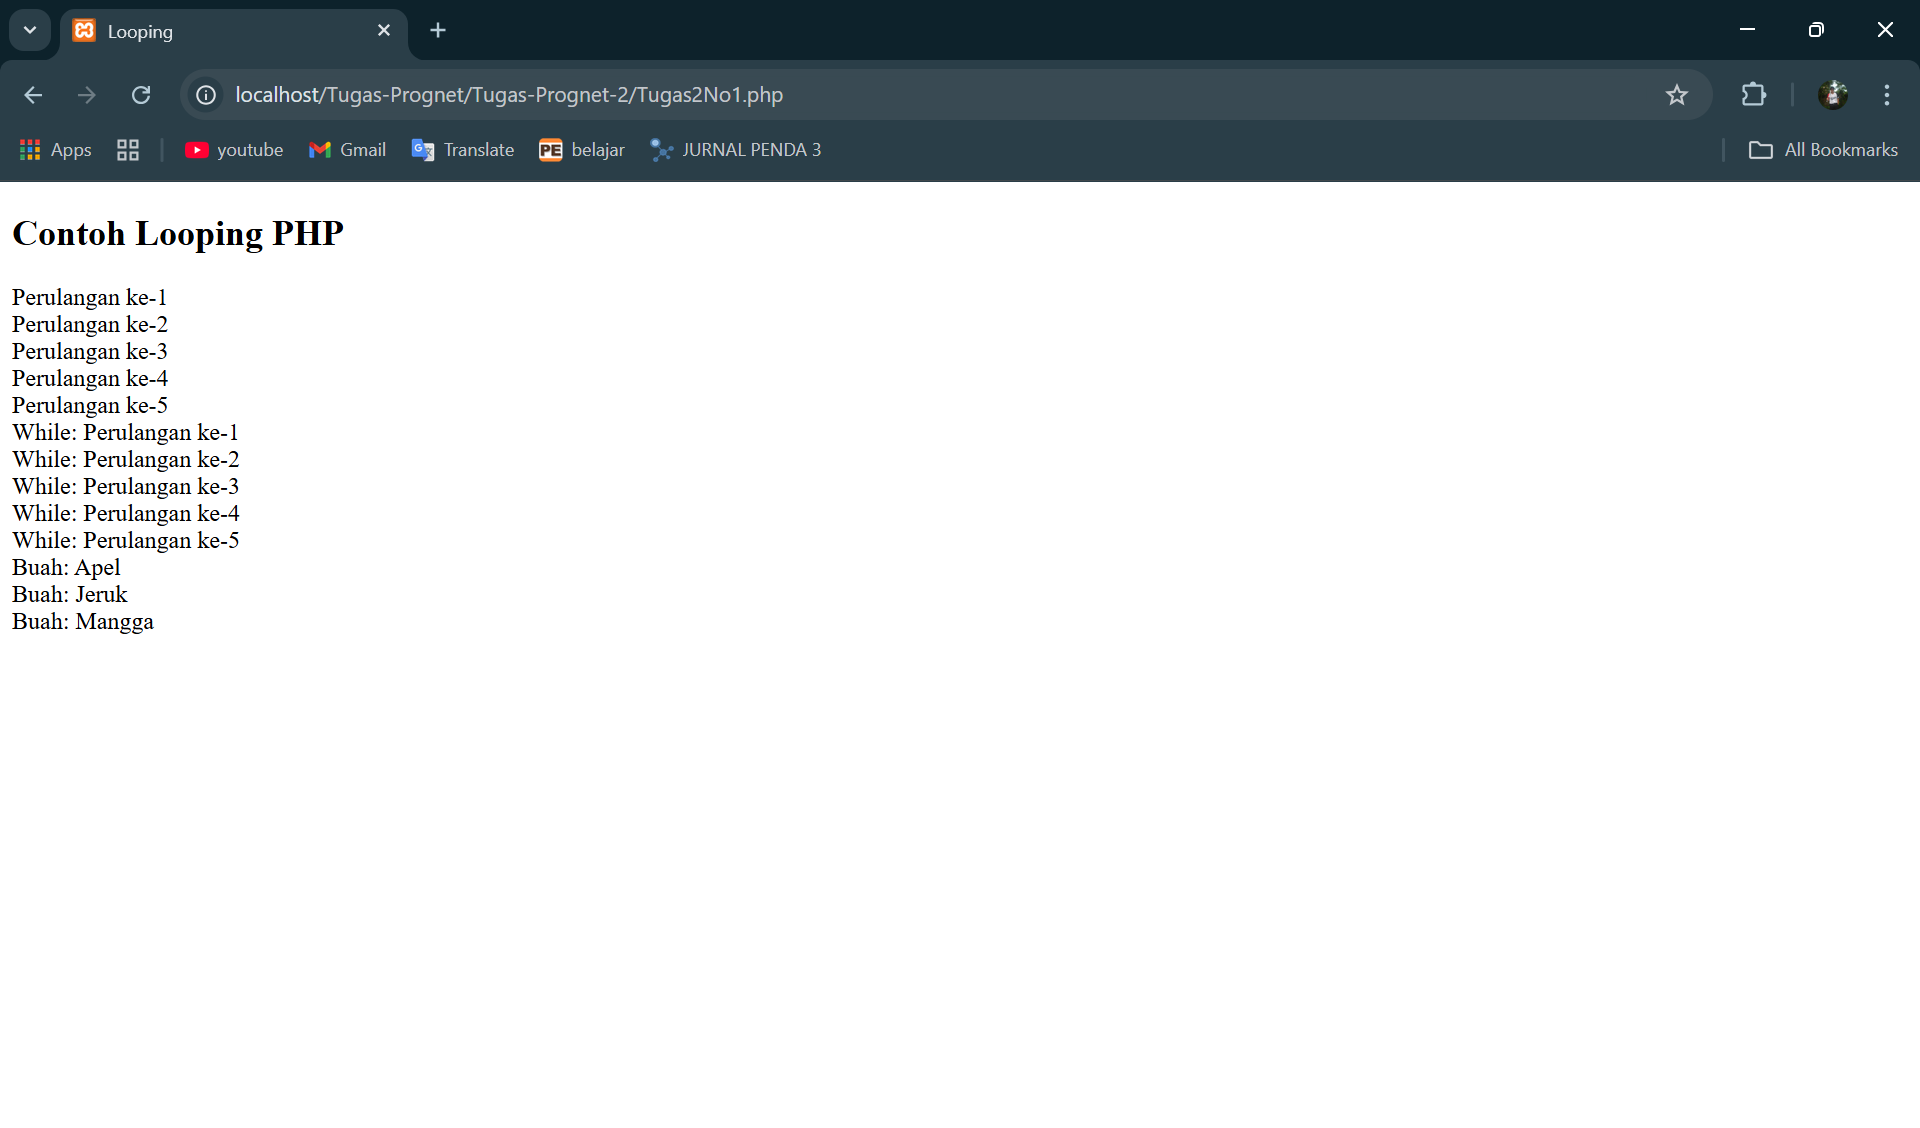 Looping
localhost/Tugas-Prognet/Tugas-Prognet-2/Tugas2No1.php
Apps youtube Gmail Translate PE belajar JURNAL PENDA 3 All Bookmarks
Contoh Looping PHP
Perulangan ke-1
Perulangan ke-2
Perulangan ke-3
Perulangan ke-4
Perulangan ke-5
While: Perulangan ke-1
While: Perulangan ke-2
While: Perulangan ke-3
While: Perulangan ke-4
While: Perulangan ke-5
Buah: Apel
Buah: Jeruk
Buah: Mangga